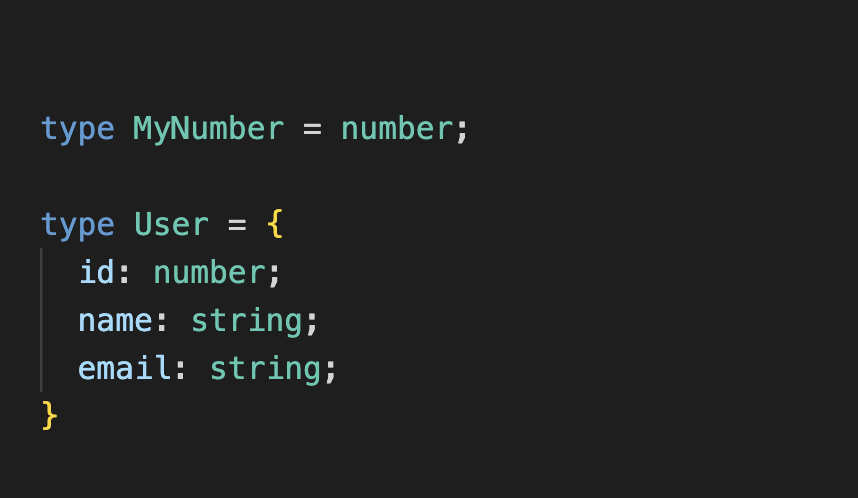 type MyNumber = number;
type User = {
id: number;
name: string;
email: string;
}